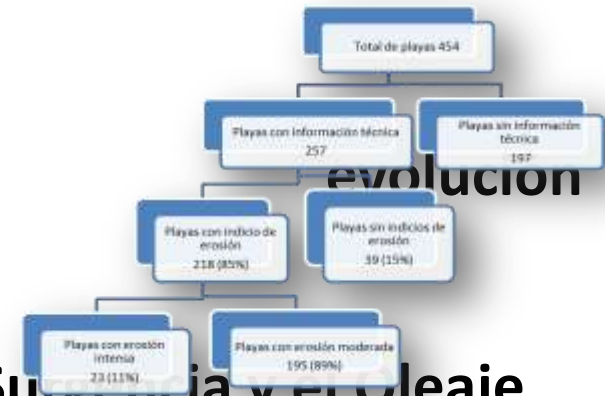 Total de playas 454
Playas con información técnica
257
Playas sin información
técnica
197
evolución
Playas con indicio de
erosión
218 (85%)
Playas sin indicios de
erosión
39 (15%)
Playas con erosión
intensa
23 (11%)
Playas con erosión moderada
195 (89%)
y el Oleaje